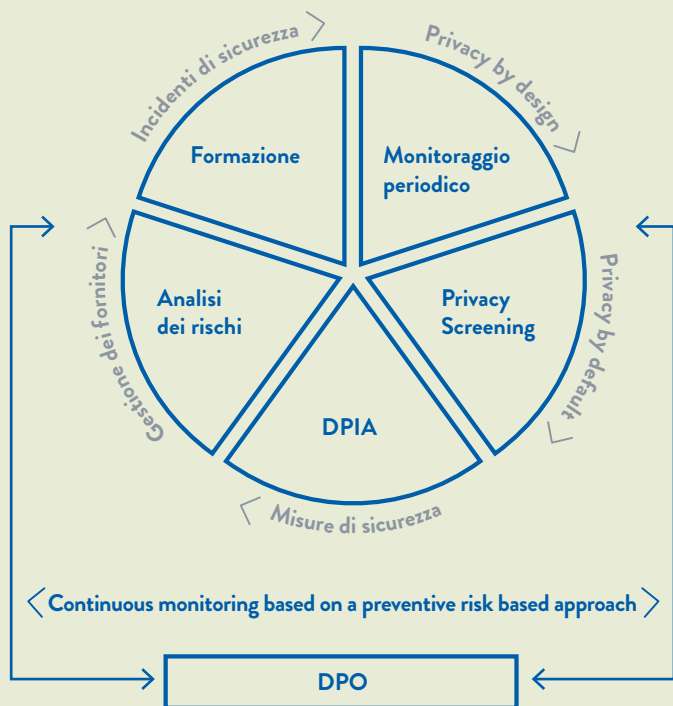 Incidenti di sicurezza
Privacy by design
Formazione
Monitoraggio
periodico
Gestione dei fornitori
Analisi
dei rischi
Privacy
Screening
Privacy by default
DPIA
Misure di sicurezza
Continuous monitoring based on a preventive risk based approach
DPO